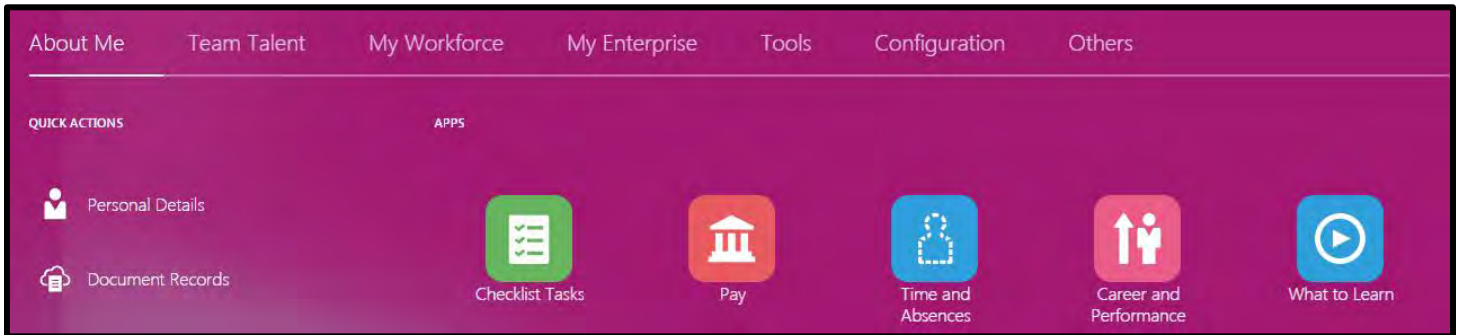 About Me Team Talent My Workforce My Enterprise Tools Configuration Others
QUICK ACTIONS
APPS
Personal Details
Document Records
Checklist Tasks
Pay
Time and
Absences
Career and
Performance
What to Learn